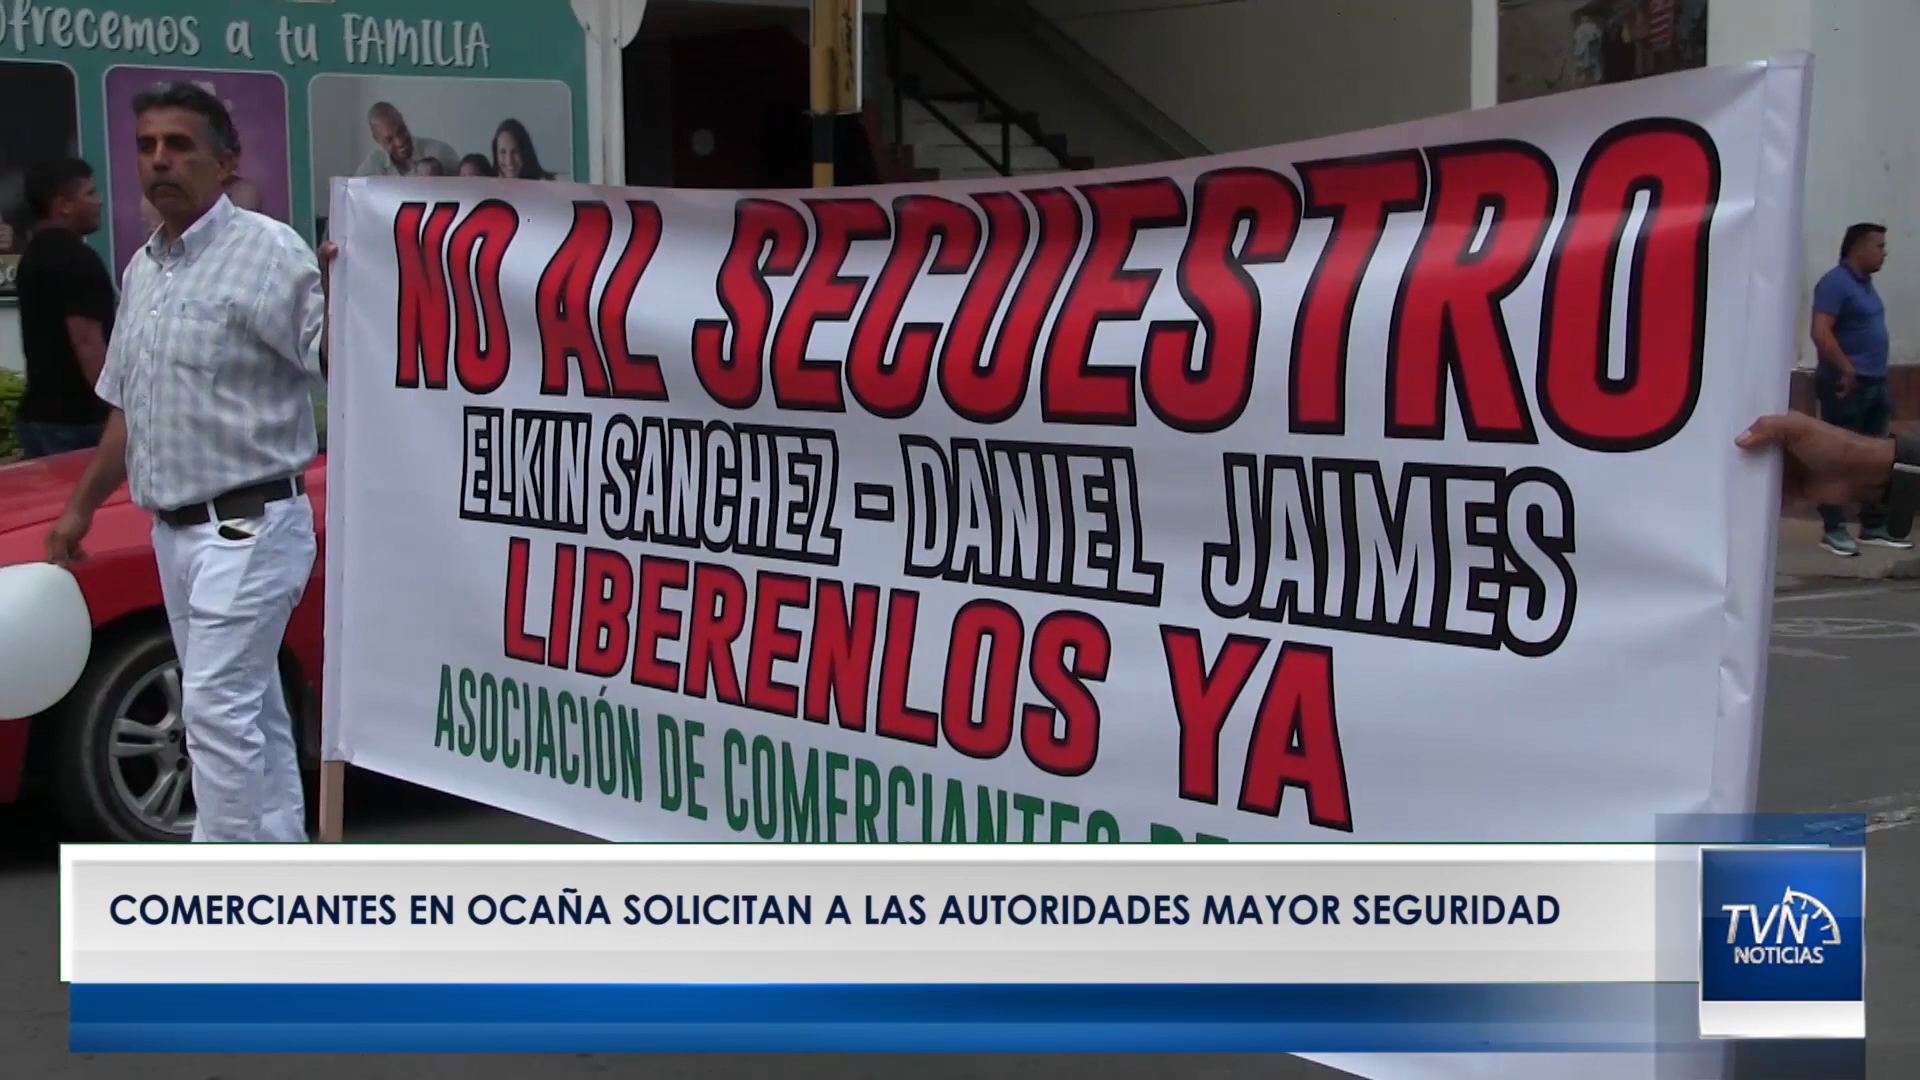 Ofrecemos a tu FAMILIA
NO AL SECUESTRO
ELKIN SANCHEZ - DANIEL JAIMES
LIBERENLOS YA
ASOCIACIÓN DE COMERCIANTES DE
COMERCIANTES EN OCAÑA SOLICITAN A LAS AUTORIDADES MAYOR SEGURIDAD
TVN
NOTICIAS